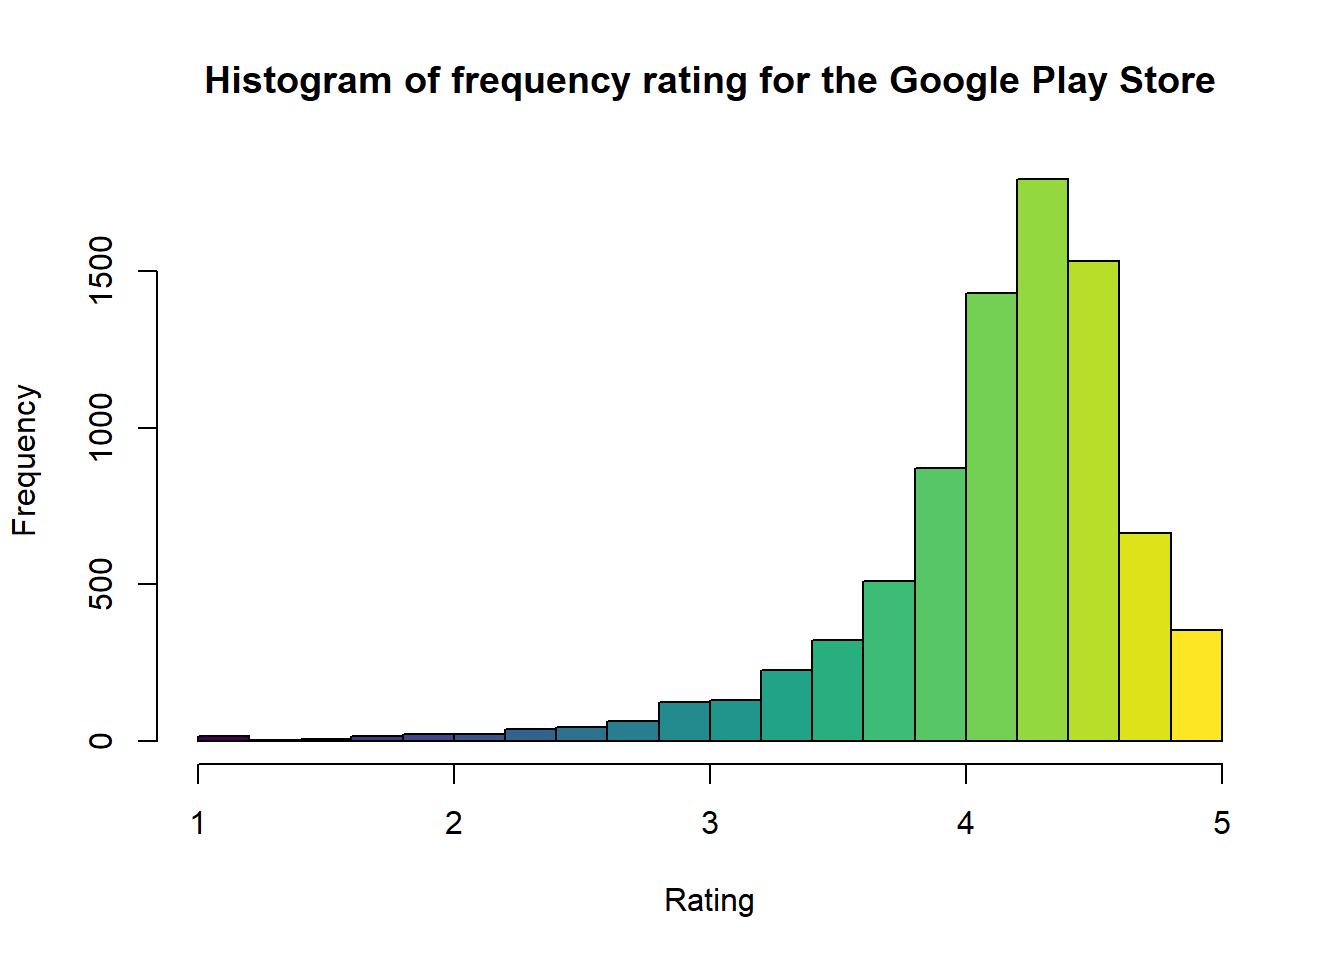 Histogram of frequency rating for the Google Play Store
Frequency
1500
1000
500
0
1 2 3 4 5
Rating